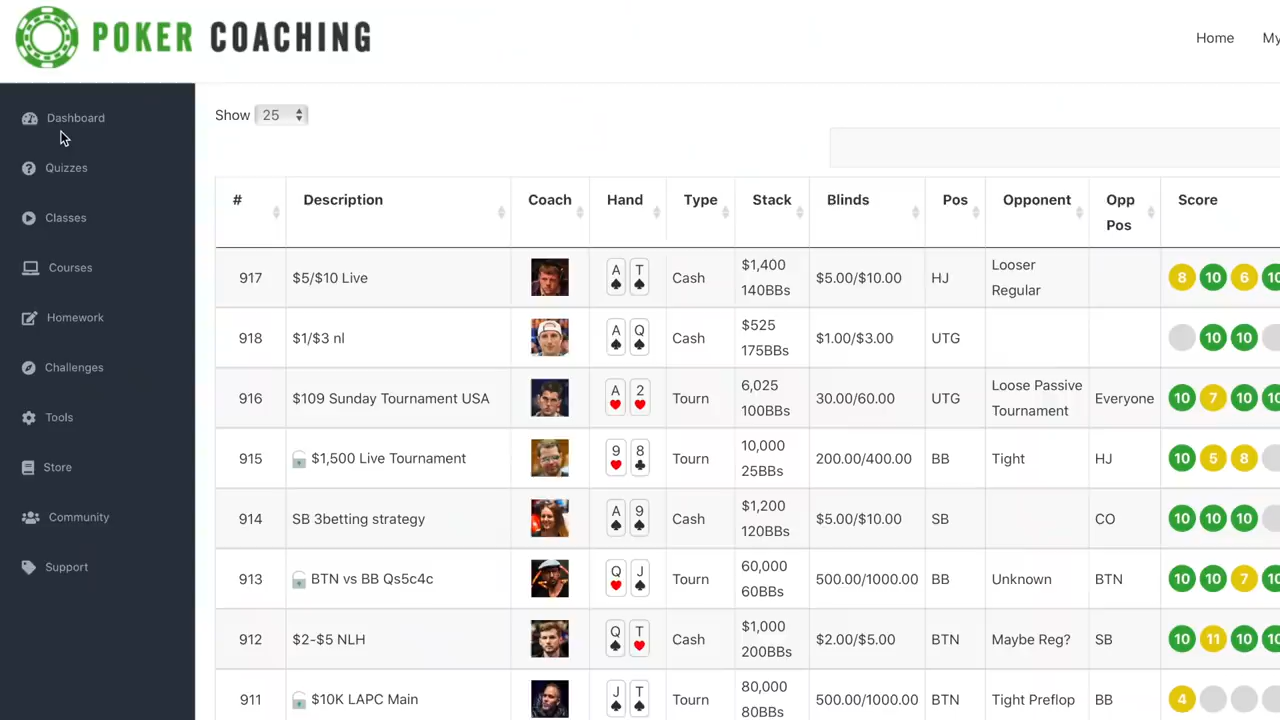 POKER COACHING
Home My
Dashboard
Quizzes
Classes
Courses
Homework
Challenges
Tools
Store
Community
Support
Show 25
# Description Coach Hand Type Stack Blinds Pos Opponent Opp Pos Score
917 $5/$10 Live A T Cash $1,400 140BBs $5.00/$10.00 HJ Looser Regular 8 10 6 10
918 $1/$3 nl A Q Cash $525 175BBs $1.00/$3.00 UTG 10 10
916 $109 Sunday Tournament USA A 2 Tourn 6,025 100BBs 30.00/60.00 UTG Loose Passive Tournament Everyone 10 7 10 10
915 $1,500 Live Tournament 9 8 Tourn 10,000 25BBs 200.00/400.00 BB Tight HJ 10 5 8
914 SB 3betting strategy A 9 Cash $1,200 120BBs $5.00/$10.00 SB CO 10 10 10
913 BTN vs BB Qs5c4c Q J Tourn 60,000 60BBs 500.00/1000.00 BB Unknown BTN 10 10 7 10
912 $2-$5 NLH Q T Cash $1,000 200BBs $2.00/$5.00 BTN Maybe Reg? SB 10 11 10 10
911 $10K LAPC Main J T Tourn 80,000 80BBs 500.00/1000.00 BTN Tight Preflop BB 4